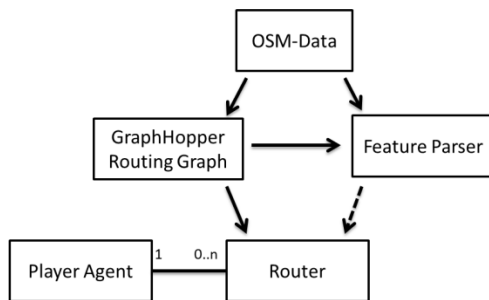 OSM-Data
GraphHopper
Routing Graph
Feature Parser
1
0..n
Player Agent
Router